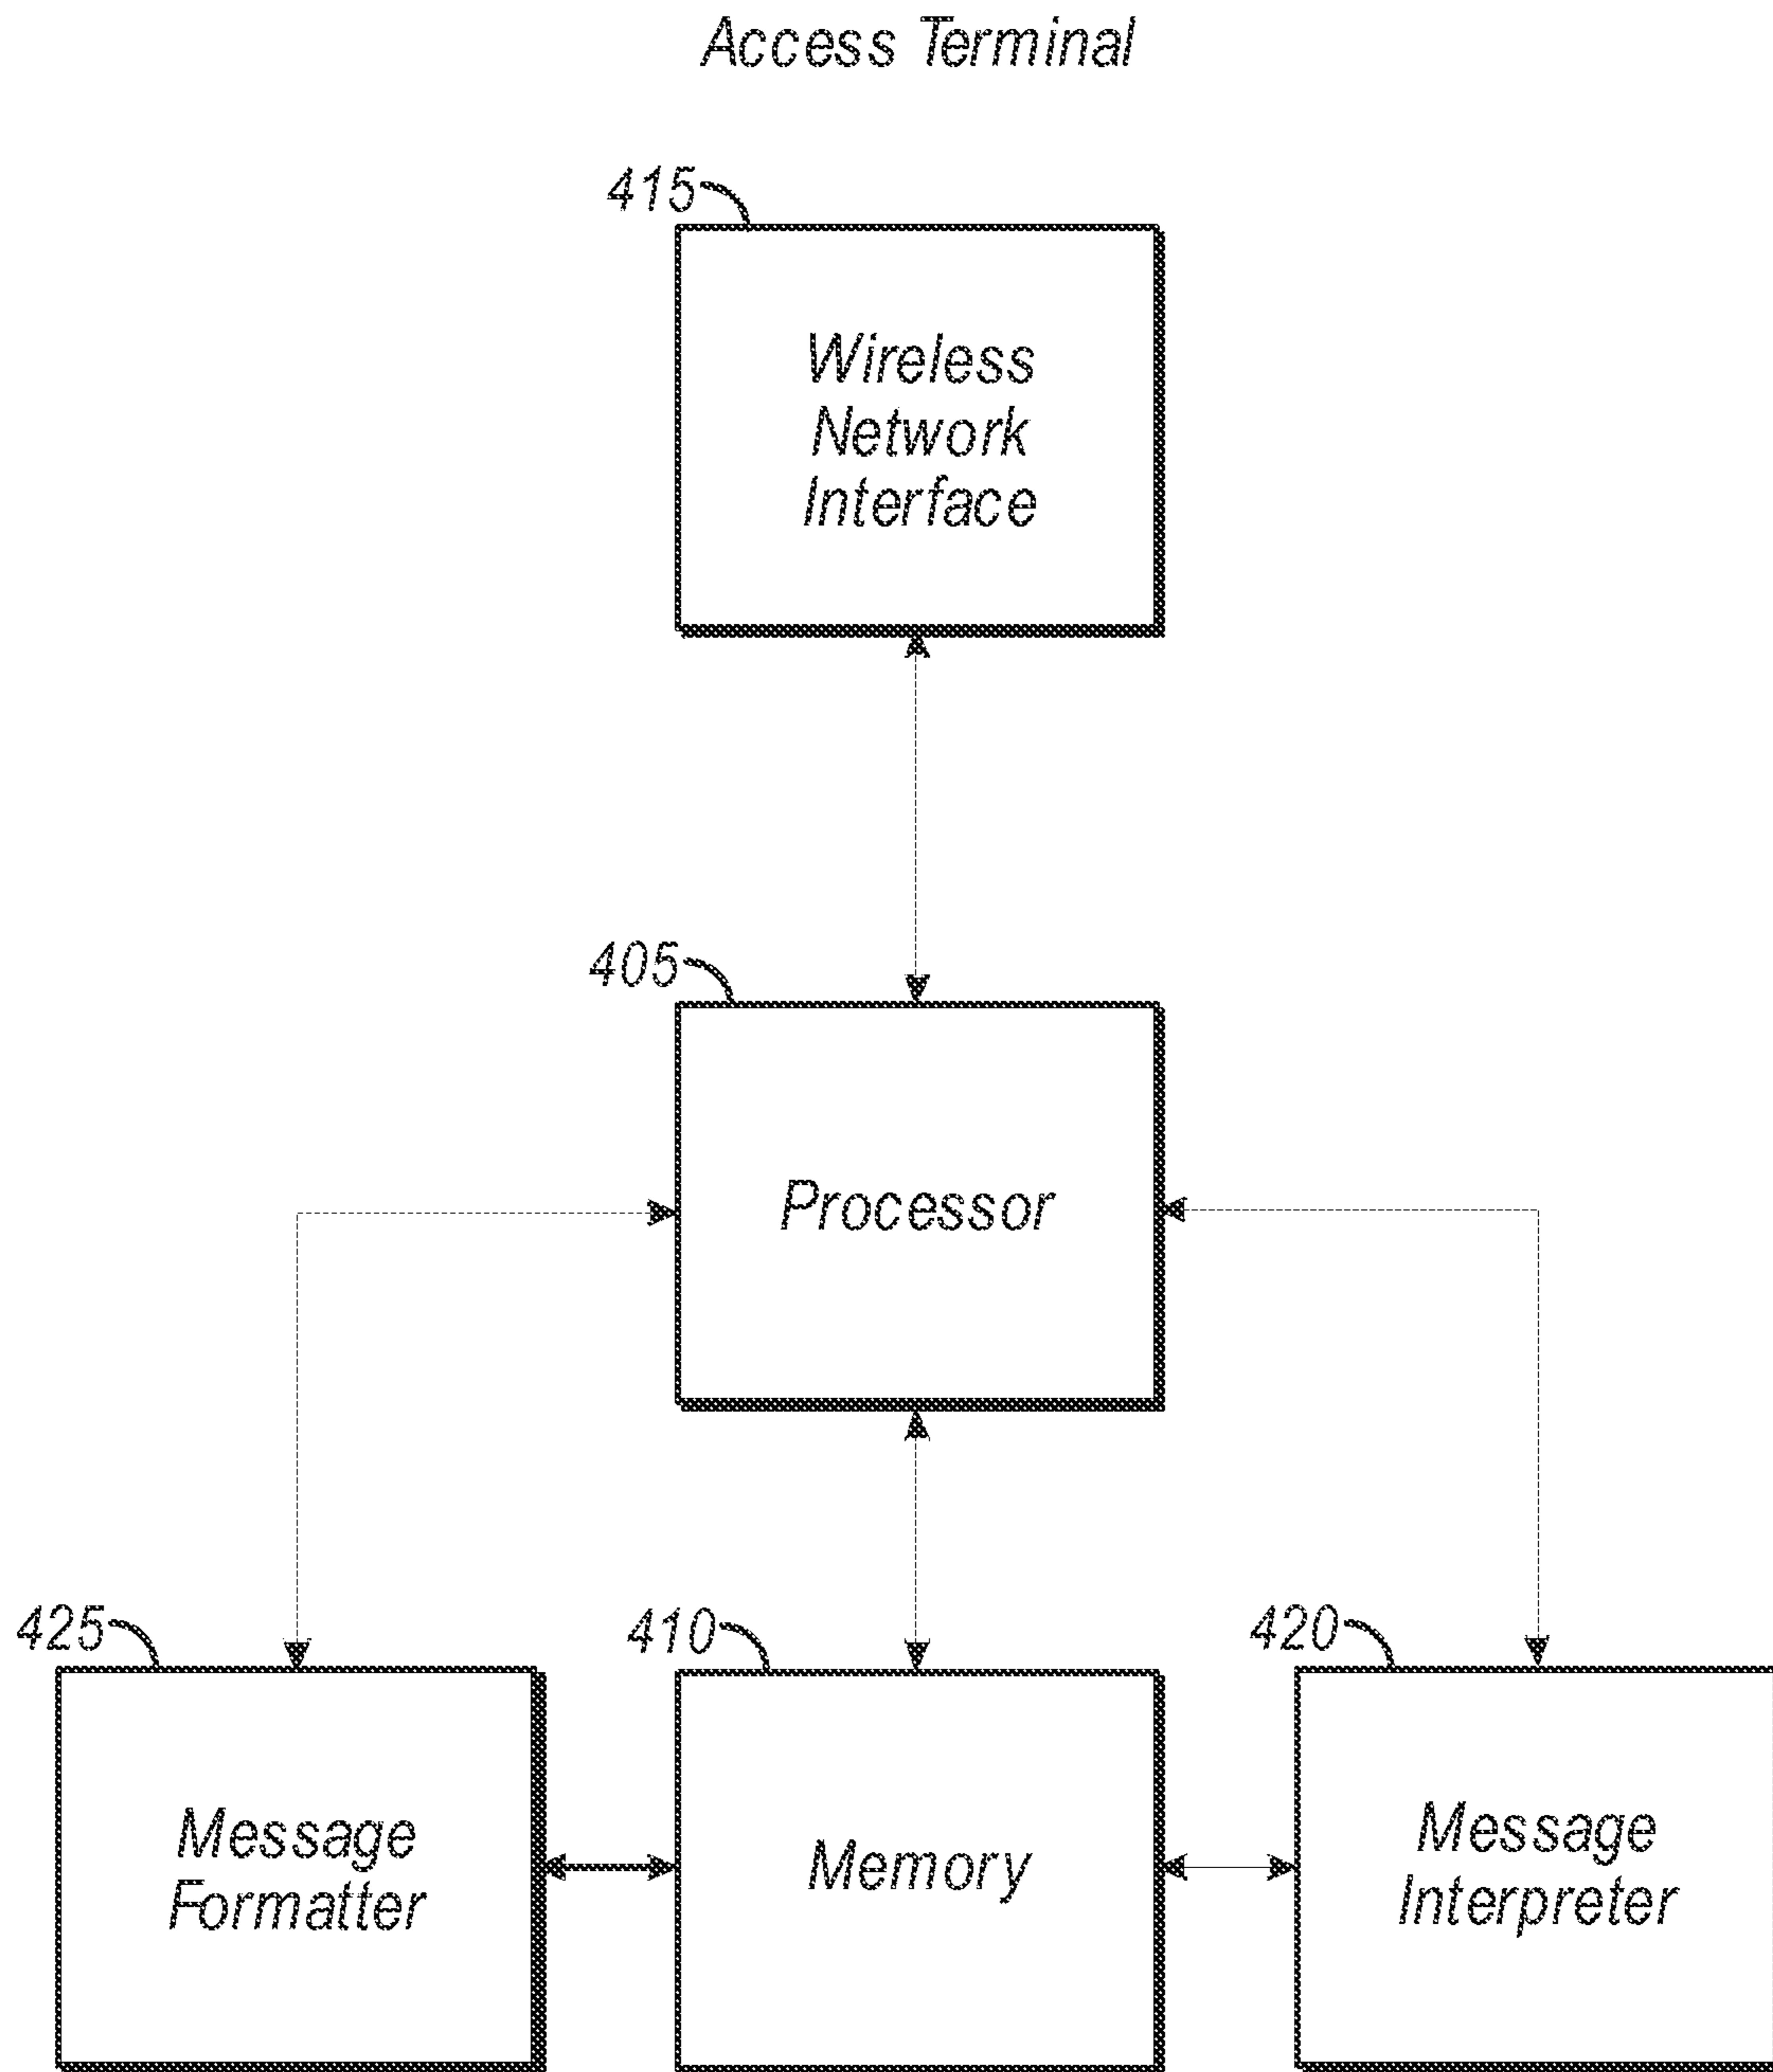 Access Terminal
415
Wireless
Network
Interface
405
Processor
425
410
420
Message
Formatter
Memory
Message
Interpreter